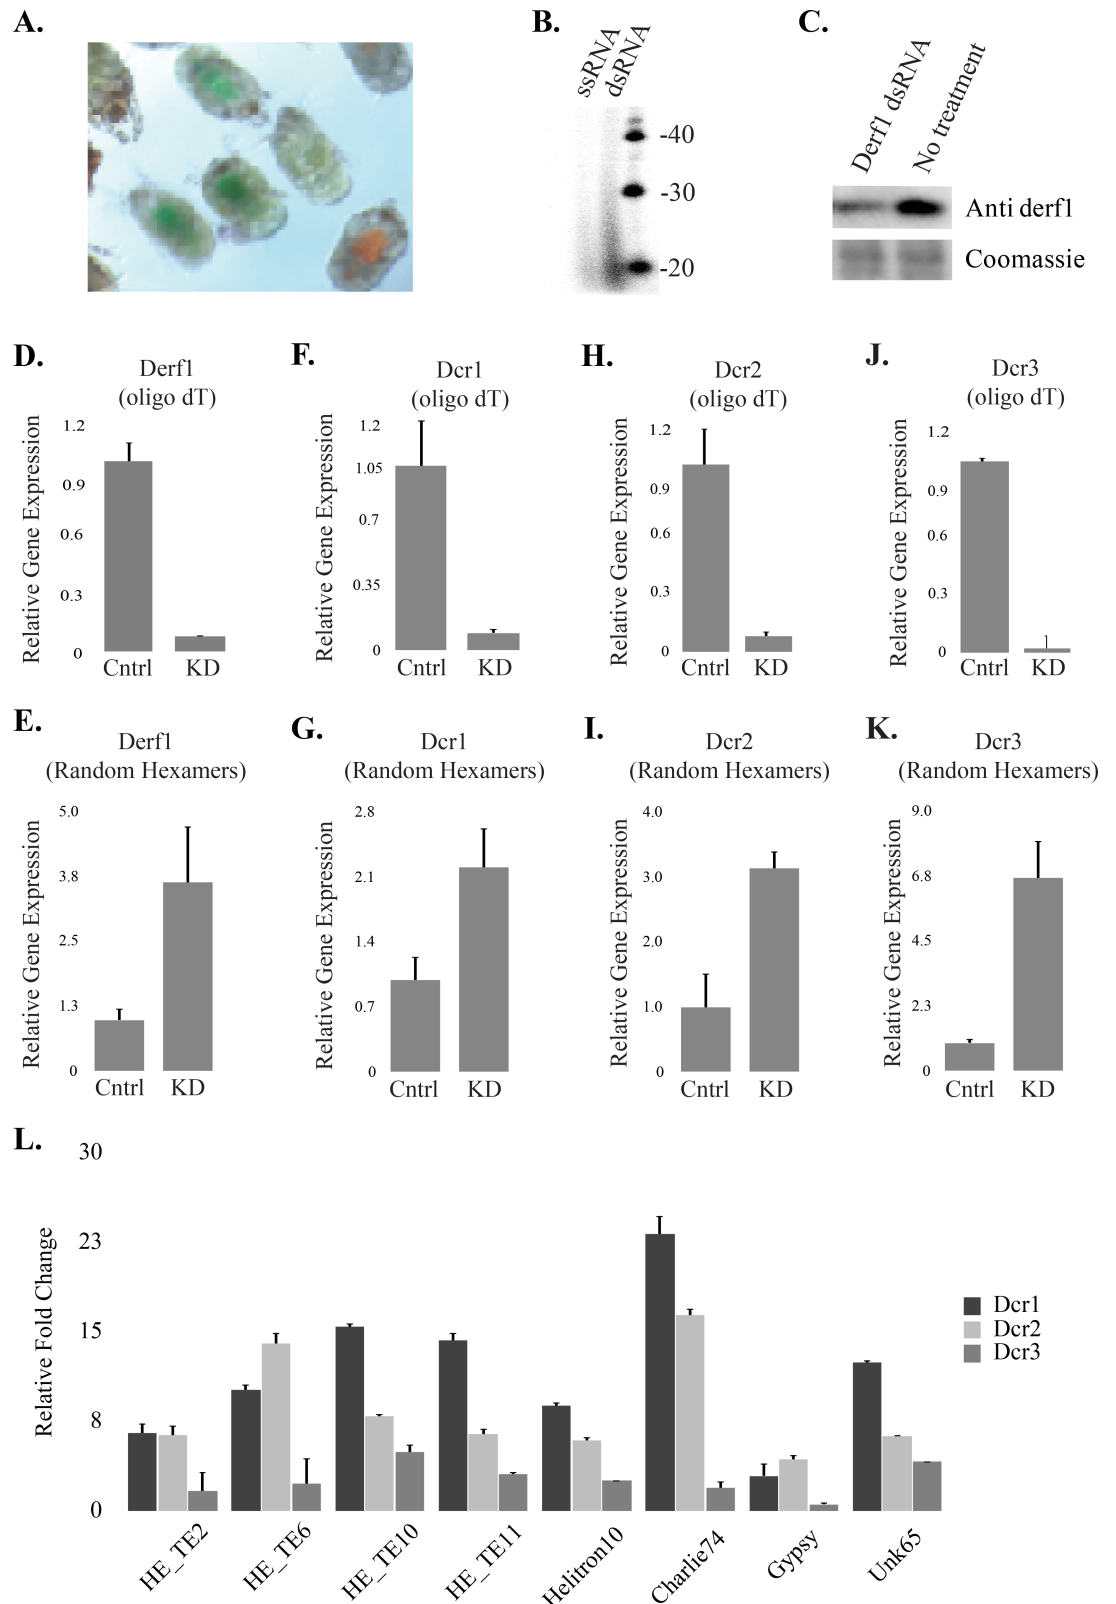 A.
B.
ssRNA
dsRNA
-40
-30
-20
C.
Derf1 dsRNA
No treatment
Anti derf1
Coomassie
D.
Derf1
(oligo dT)
Relative Gene Expression
1.2
0.9
0.6
0.3
0
Cntrl KD
F.
Dcr1
(oligo dT)
Relative Gene Expression
1.2
1.05
0.7
0.35
0
Cntrl KD
H.
Dcr2
(oligo dT)
Relative Gene Expression
1.2
0.9
0.6
0.3
0
Cntrl KD
J.
Dcr3
(oligo dT)
Relative Gene Expression
1.2
0.9
0.6
0.3
0
Cntrl KD
E.
Derf1
(Random Hexamers)
Relative Gene Expression
5.0
3.8
2.5
1.3
0
Cntrl KD
G.
Dcr1
(Random Hexamers)
Relative Gene Expression
2.8
2.1
1.4
0.7
0
Cntrl KD
I.
Dcr2
(Random Hexamers)
Relative Gene Expression
4.0
3.0
2.0
1.0
0
Cntrl KD
K.
Dcr3
(Random Hexamers)
Relative Gene Expression
9.0
6.8
4.5
2.3
0
Cntrl KD
L.
Relative Fold Change
30
23
15
8
0
HE_TE2
HE_TE6
HE_TE10
HE_TE11
Helitron10
Charlie74
Gypsy
Unk65
Dcr1
Dcr2
Dcr3